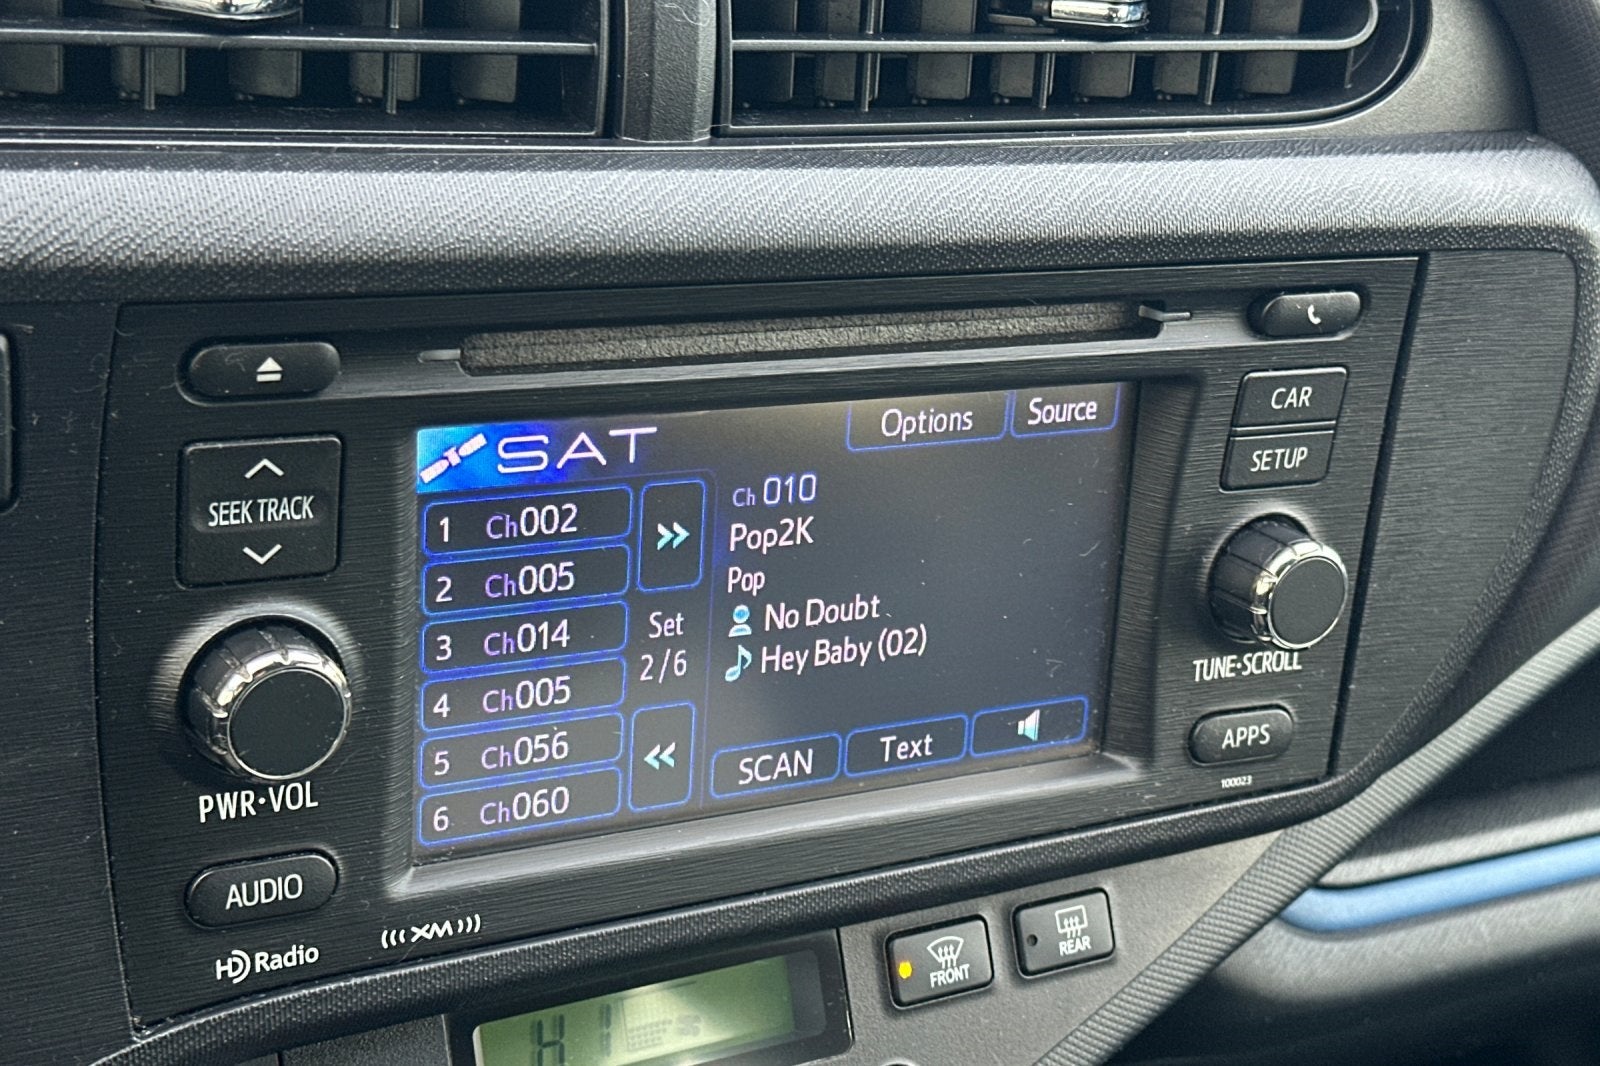 CAR
SETUP
SEEK TRACK
PWR·VOL
AUDIO
HD Radio
(((XM)))
SAT
Options
Source
1 Ch002
2 Ch005
3 Ch014
4 Ch005
5 Ch056
6 Ch060
Set
2/6
Ch 010
Pop2K
Pop
No Doubt
Hey Baby (02)
SCAN
Text
TUNE·SCROLL
APPS
100023
FRONT
REAR
HI